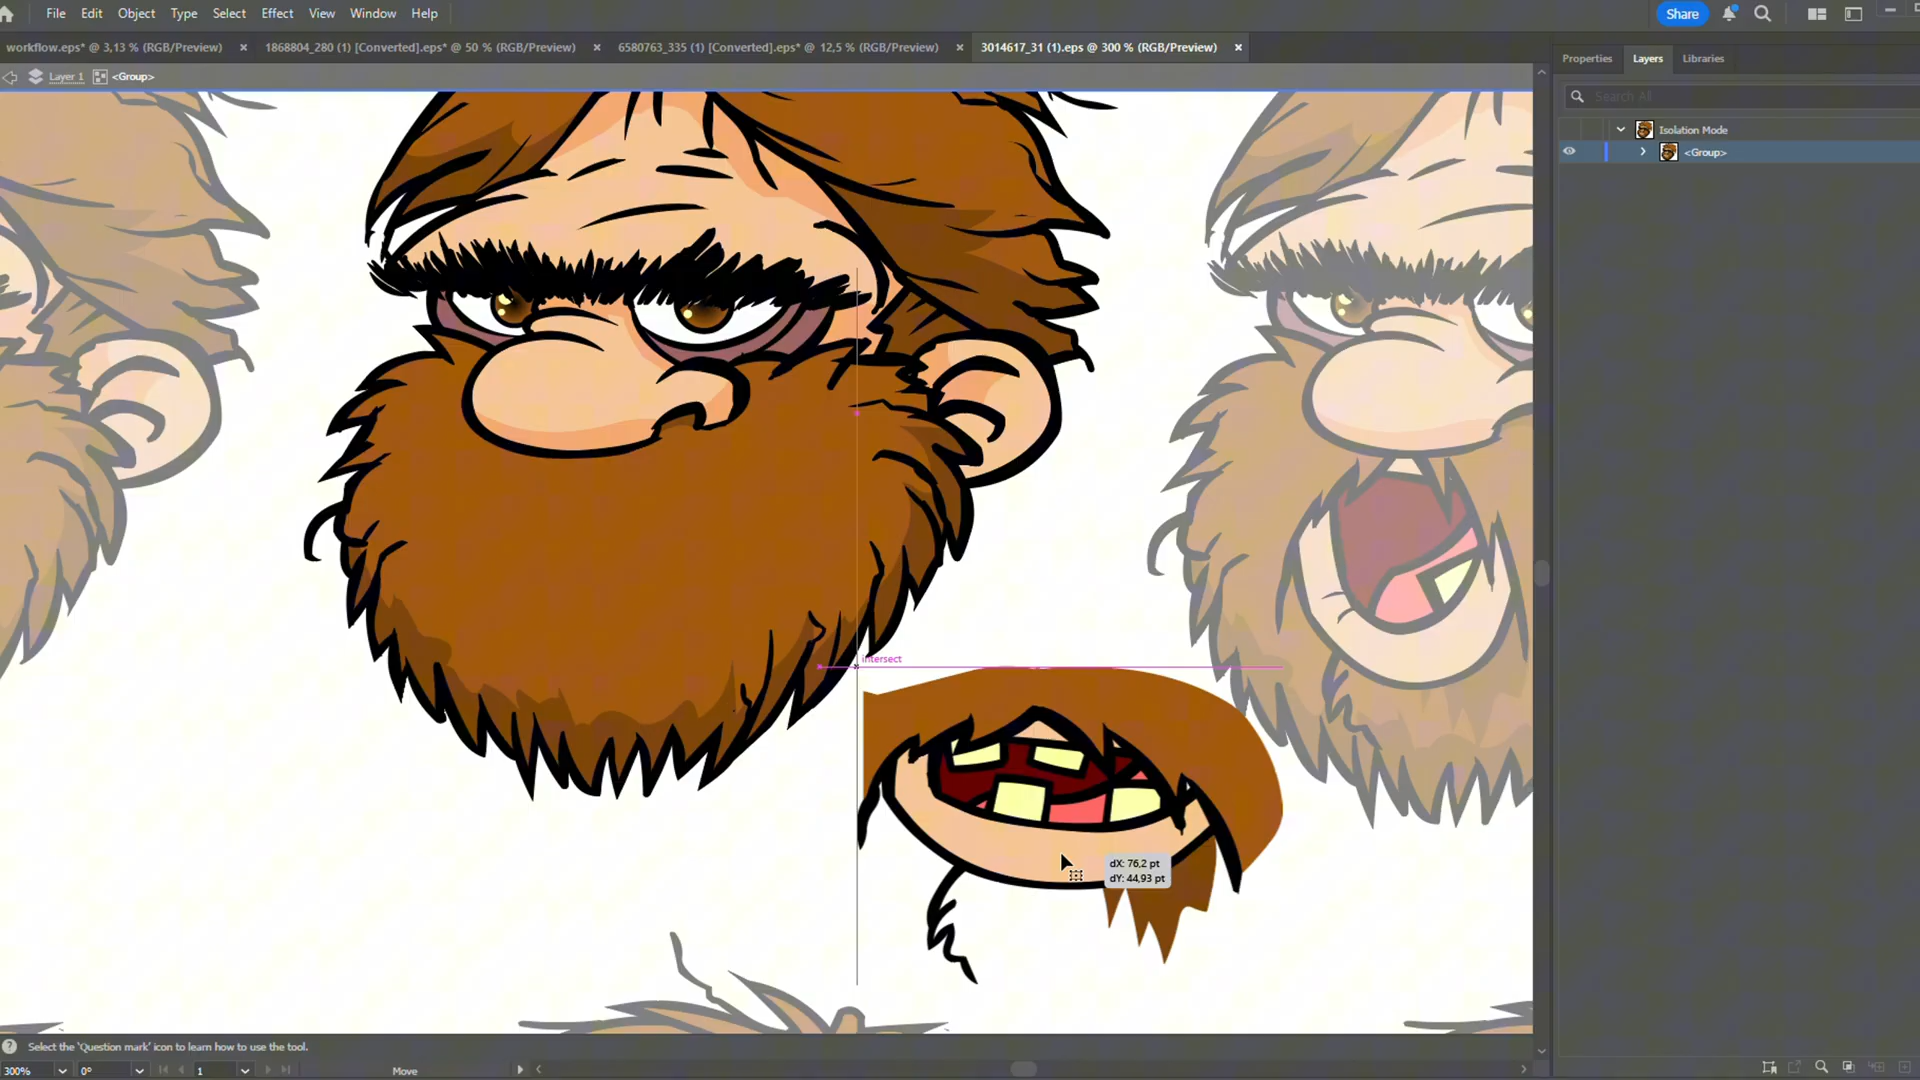 File Edit Object Type Select Effect View Window Help
Share
workflow.eps* @ 3,13 % (RGB/Preview) × 1868804_280 (1) [Converted].eps* @ 50 % (RGB/Preview) × 6580763_335 (1) [Converted].eps* @ 12,5 % (RGB/Preview) × 3014617_31 (1).eps @ 300 % (RGB/Preview) ×
Properties Layers Libraries
Layer 1 <Group>
Search All
Isolation Mode
<Group>
intersect
dX: 76,2 pt
dY: 44,93 pt
Select the 'Question mark' icon to learn how to use the tool.
300% 0° 1 Move